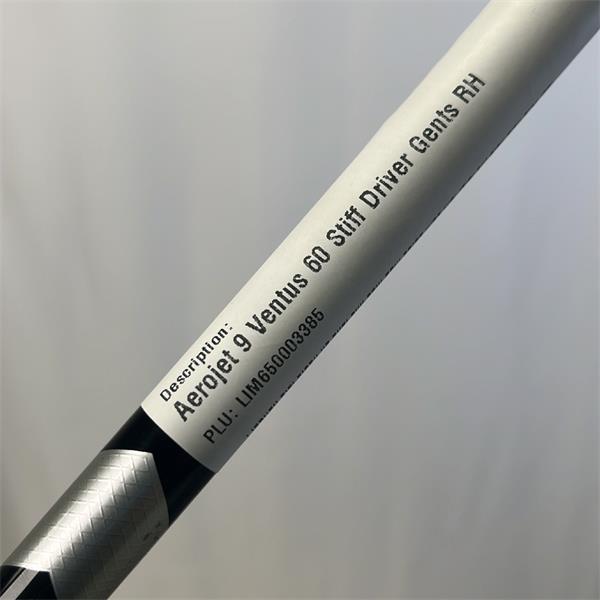 Description:
Aerojet 9 Ventus 60 Stiff Driver Gents RH
PLU: LIM650003385